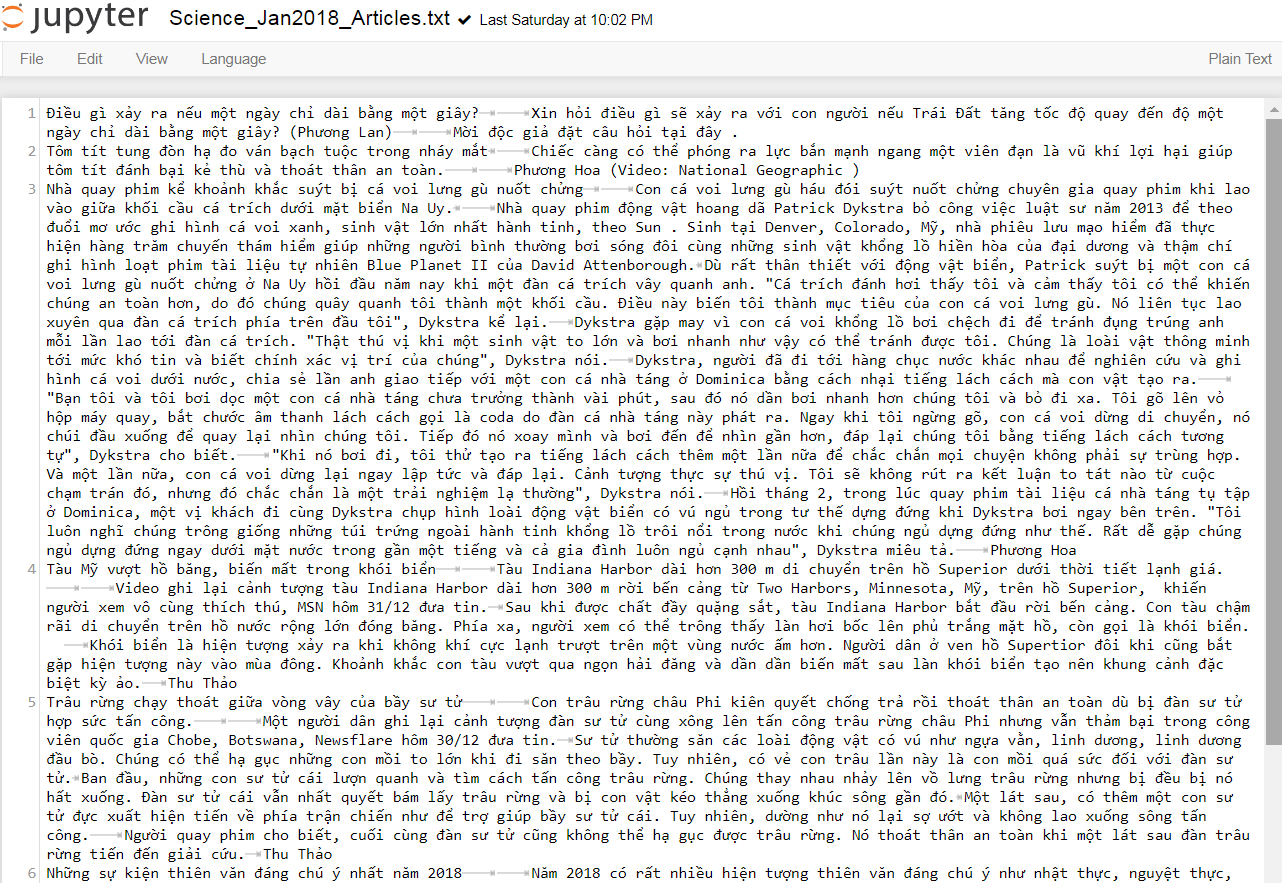 jupyter Science_Jan2018_Articles.txt ✔ Last Saturday at 10:02 PM
File Edit View Language Plain Text
1 Điều gì xảy ra nếu một ngày chỉ dài bằng một giây? Xin hỏi điều gì sẽ xảy ra với con người nếu Trái Đất tăng tốc độ quay đến độ một
ngày chỉ dài bằng một giây? (Phương Lan) Mời độc giả đặt câu hỏi tại đây .
2 Tôm tít tung đòn hạ đo ván bạch tuộc trong nháy mắt Chiếc càng có thể phóng ra lực bắn mạnh ngang một viên đạn là vũ khí lợi hại giúp
tôm tít đánh bại kẻ thù và thoát thân an toàn. Phương Hoa (Video: National Geographic )
3 Nhà quay phim kể khoảnh khắc suýt bị cá voi lưng gù nuốt chửng Con cá voi lưng gù háu đói suýt nuốt chửng chuyên gia quay phim khi lao
vào giữa khối cầu cá trích dưới mặt biển Na Uy. Nhà quay phim động vật hoang dã Patrick Dykstra bỏ công việc luật sư năm 2013 để theo
đuổi mơ ước ghi hình cá voi xanh, sinh vật lớn nhất hành tinh, theo Sun . Sinh tại Denver, Colorado, Mỹ, nhà phiêu lưu mạo hiểm đã thực
hiện hàng trăm chuyến thám hiểm giúp những người bình thường bơi sóng đôi cùng những sinh vật khổng lồ hiền hòa của đại dương và thậm chí
ghi hình loạt phim tài liệu tự nhiên Blue Planet II của David Attenborough. Dù rất thân thiết với động vật biển, Patrick suýt bị một con cá
voi lưng gù nuốt chửng ở Na Uy hồi đầu năm nay khi một đàn cá trích vây quanh anh. "Cá trích đánh hơi thấy tôi và cảm thấy tôi có thể khiến
chúng an toàn hơn, do đó chúng quây quanh tôi thành một khối cầu. Điều này biến tôi thành mục tiêu của con cá voi lưng gù. Nó liên tục lao
xuyên qua đàn cá trích phía trên đầu tôi", Dykstra kể lại. Dykstra gặp may vì con cá voi khổng lồ bơi chệch đi để tránh đụng trúng anh
mỗi lần lao tới đàn cá trích. "Thật thú vị khi một sinh vật to lớn và bơi nhanh như vậy có thể tránh được tôi. Chúng là loài vật thông minh
tới mức khó tin và biết chính xác vị trí của chúng", Dykstra nói. Dykstra, người đã đi tới hàng chục nước khác nhau để nghiên cứu và ghi
hình cá voi dưới nước, chia sẻ lần anh giao tiếp với một con cá nhà táng ở Dominica bằng cách nhại tiếng lách cách mà con vật tạo ra.
"Bạn tôi và tôi bơi dọc một con cá nhà táng chưa trưởng thành vài phút, sau đó nó dần bơi nhanh hơn chúng tôi và bỏ đi xa. Tôi gõ lên vỏ
hộp máy quay, bắt chước âm thanh lách cách gọi là coda do đàn cá nhà táng này phát ra. Ngay khi tôi ngừng gõ, con cá voi dừng di chuyển, nó
chúi đầu xuống để quay lại nhìn chúng tôi. Tiếp đó nó xoay mình và bơi đến để nhìn gần hơn, đáp lại chúng tôi bằng tiếng lách cách tương
tự", Dykstra cho biết. "Khi nó bơi đi, tôi thử tạo ra tiếng lách cách thêm một lần nữa để chắc chắn mọi chuyện không phải sự trùng hợp.
Và một lần nữa, con cá voi dừng lại ngay lập tức và đáp lại. Cảnh tượng thực sự thú vị. Tôi sẽ không rút ra kết luận to tát nào từ cuộc
chạm trán đó, nhưng đó chắc chắn là một trải nghiệm lạ thường", Dykstra nói. Hồi tháng 2, trong lúc quay phim tài liệu cá nhà táng tụ tập
ở Dominica, một vị khách đi cùng Dykstra chụp hình loài động vật biển có vú ngủ trong tư thế dựng đứng khi Dykstra bơi ngay bên trên. "Tôi
luôn nghĩ chúng trông giống những túi trứng ngoài hành tinh khổng lồ trôi nổi trong nước khi chúng ngủ dựng đứng như thế. Rất dễ gặp chúng
ngủ dựng đứng ngay dưới mặt nước trong gần một tiếng và cả gia đình luôn ngủ cạnh nhau", Dykstra miêu tả. Phương Hoa
4 Tàu Mỹ vượt hồ băng, biến mất trong khói biển Tàu Indiana Harbor dài hơn 300 m di chuyển trên hồ Superior dưới thời tiết lạnh giá.
Video ghi lại cảnh tượng tàu Indiana Harbor dài hơn 300 m rời bến cảng từ Two Harbors, Minnesota, Mỹ, trên hồ Superior, khiến
người xem vô cùng thích thú, MSN hôm 31/12 đưa tin. Sau khi được chất đầy quặng sắt, tàu Indiana Harbor bắt đầu rời bến cảng. Con tàu chậm
rãi di chuyển trên hồ nước rộng lớn đóng băng. Phía xa, người xem có thể trông thấy làn hơi bốc lên phủ trắng mặt hồ, còn gọi là khói biển.
Khói biển là hiện tượng xảy ra khi không khí cực lạnh trượt trên một vùng nước ấm hơn. Người dân ở ven hồ Supertior đôi khi cũng bắt
gặp hiện tượng này vào mùa đông. Khoảnh khắc con tàu vượt qua ngọn hải đăng và dần dần biến mất sau làn khói biển tạo nên khung cảnh đặc
biệt kỳ ảo. Thu Thảo
5 Trâu rừng chạy thoát giữa vòng vây của bầy sư tử Con trâu rừng châu Phi kiên quyết chống trả rồi thoát thân an toàn dù bị đàn sư tử
hợp sức tấn công. Một người dân ghi lại cảnh tượng đàn sư tử cùng xông lên tấn công trâu rừng châu Phi nhưng vẫn thảm bại trong công
viên quốc gia Chobe, Botswana, Newsflare hôm 30/12 đưa tin. Sư tử thường săn các loài động vật có vú như ngựa vằn, linh dương, linh dương
đầu bò. Chúng có thể hạ gục những con mồi to lớn khi đi săn theo bầy. Tuy nhiên, có vẻ con trâu lần này là con mồi quá sức đối với đàn sư
tử. Ban đầu, những con sư tử cái lượn quanh và tìm cách tấn công trâu rừng. Chúng thay nhau nhảy lên vồ lưng trâu rừng nhưng bị đều bị nó
hất xuống. Đàn sư tử cái vẫn nhất quyết bám lấy trâu rừng và bị con vật kéo thẳng xuống khúc sông gần đó. Một lát sau, có thêm một con sư
tử đực xuất hiện tiến về phía trận chiến như để trợ giúp bầy sư tử cái. Tuy nhiên, dường như nó lại sợ ướt và không lao xuống sông tấn
công. Người quay phim cho biết, cuối cùng đàn sư tử cũng không thể hạ gục được trâu rừng. Nó thoát thân an toàn khi một lát sau đàn trâu
rừng tiến đến giải cứu. Thu Thảo
6 Những sự kiện thiên văn đáng chú ý nhất năm 2018 Năm 2018 có rất nhiều hiện tượng thiên văn đáng chú ý như nhật thực, nguyệt thực,